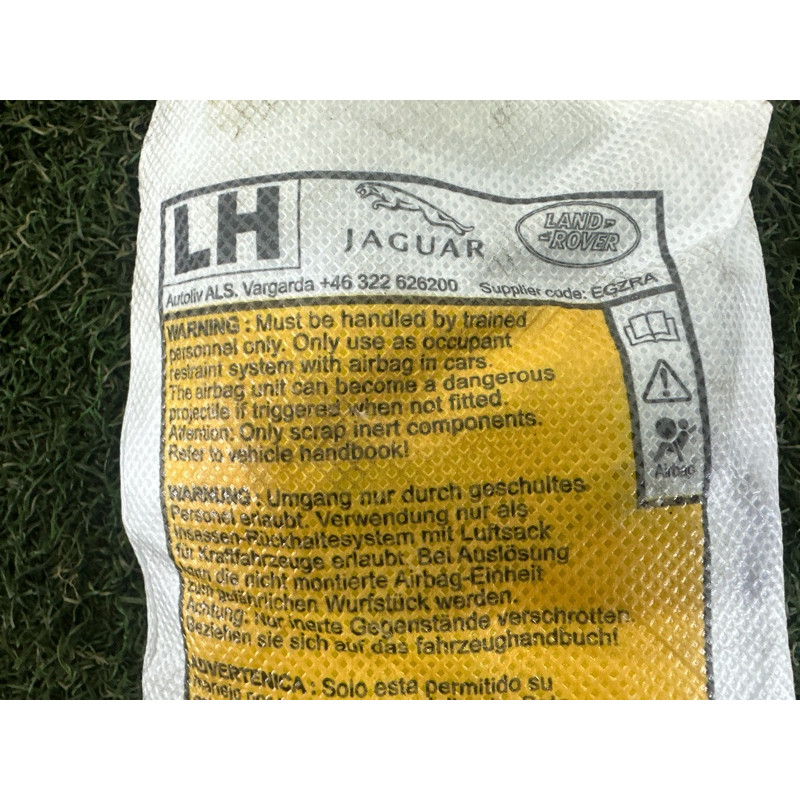 LH
JAGUAR
LAND-
-ROVER
Autoliv ALS. Vargarda +46 322 626200 Supplier code: EGZRA
WARNING : Must be handled by trained
personnel only. Only use as occupant
restraint system with airbag in cars.
The airbag unit can become a dangerous
projectile if triggered when not fitted.
Attention: Only scrap inert components.
Refer to vehicle handbook!
Airbag
WARNUNG : Umgang nur durch geschultes
Personel erlaubt. Verwendung nur als
Insassen-Rückhaltesystem mit Luftsack
für Kraftfahrzeuge erlaubt. Bei Auslösung
kann die nicht montierte Airbag-Einheit
zum gefährlichen Wurfstück werden.
Achtung: Nur inerte Gegenstände verschrotten.
Beziehen sie sich auf das fahrzeughandbuch!
ADVERTENICA : Solo esta permitido su
manejo